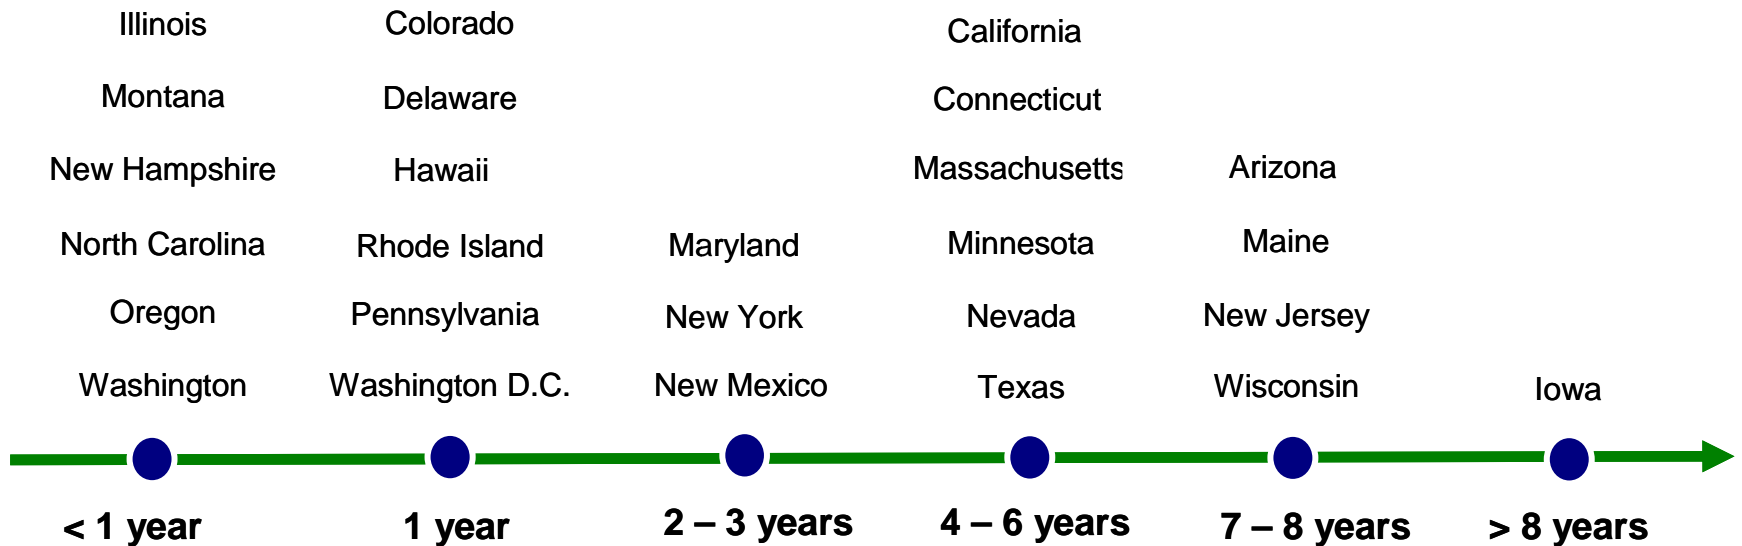 Illinois
Montana
New Hampshire
North Carolina
Oregon
Washington
< 1 year
Colorado
Delaware
Hawaii
Rhode Island
Pennsylvania
Washington D.C.
1 year
Maryland
New York
New Mexico
2 – 3 years
California
Connecticut
Massachusetts
Minnesota
Nevada
Texas
4 – 6 years
Arizona
Maine
New Jersey
Wisconsin
7 – 8 years
Iowa
> 8 years